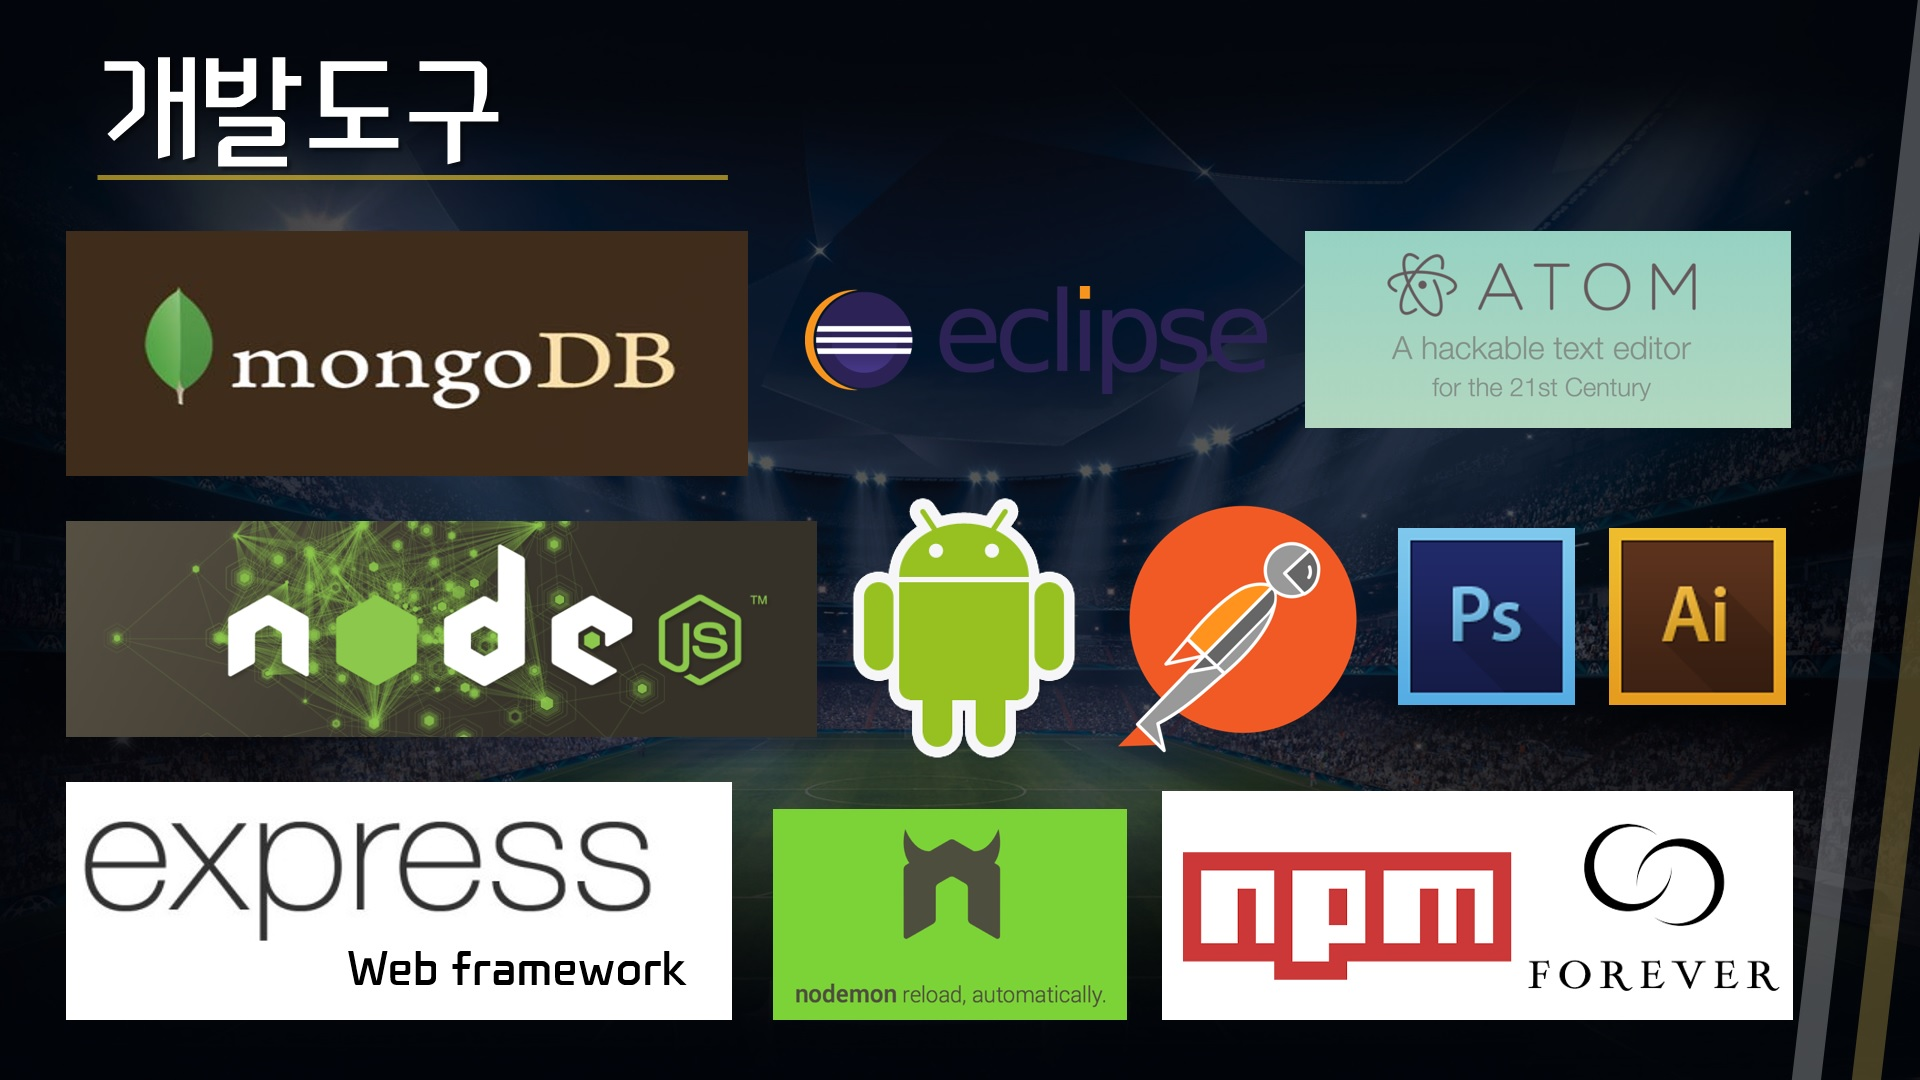 개발도구
mongoDB
eclipse
ATOM
A hackable text editor
for the 21st Century
node JS ™
Ps
Ai
express
Web framework
nodemon reload, automatically.
npm
FOREVER